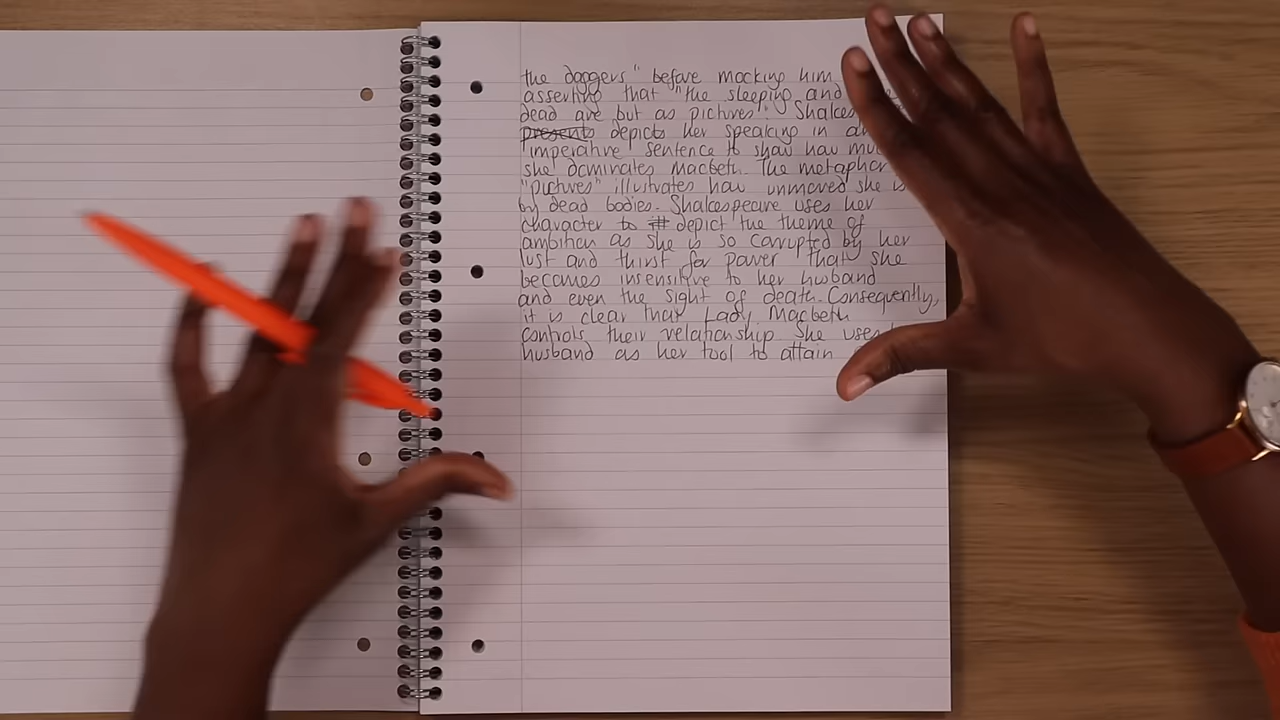 the daggers" before mocking him
asserting that "the sleeping and
dead are but as pictures". Shakes
presents depicts her speaking in an
imperative sentence to show how mu
she dominates macbeth. The metaphor
"pictures" illustrates how unmoved she is
by dead bodies. Shakespeare uses her
character to depict the theme of
ambition as she is so corrupted by her
lust and thirst for power that she
becomes insensitive to her husband
and even the sight of death. Consequently,
it is clear that Lady Macbeth
controls their relationship. She uses
husband as her tool to attain